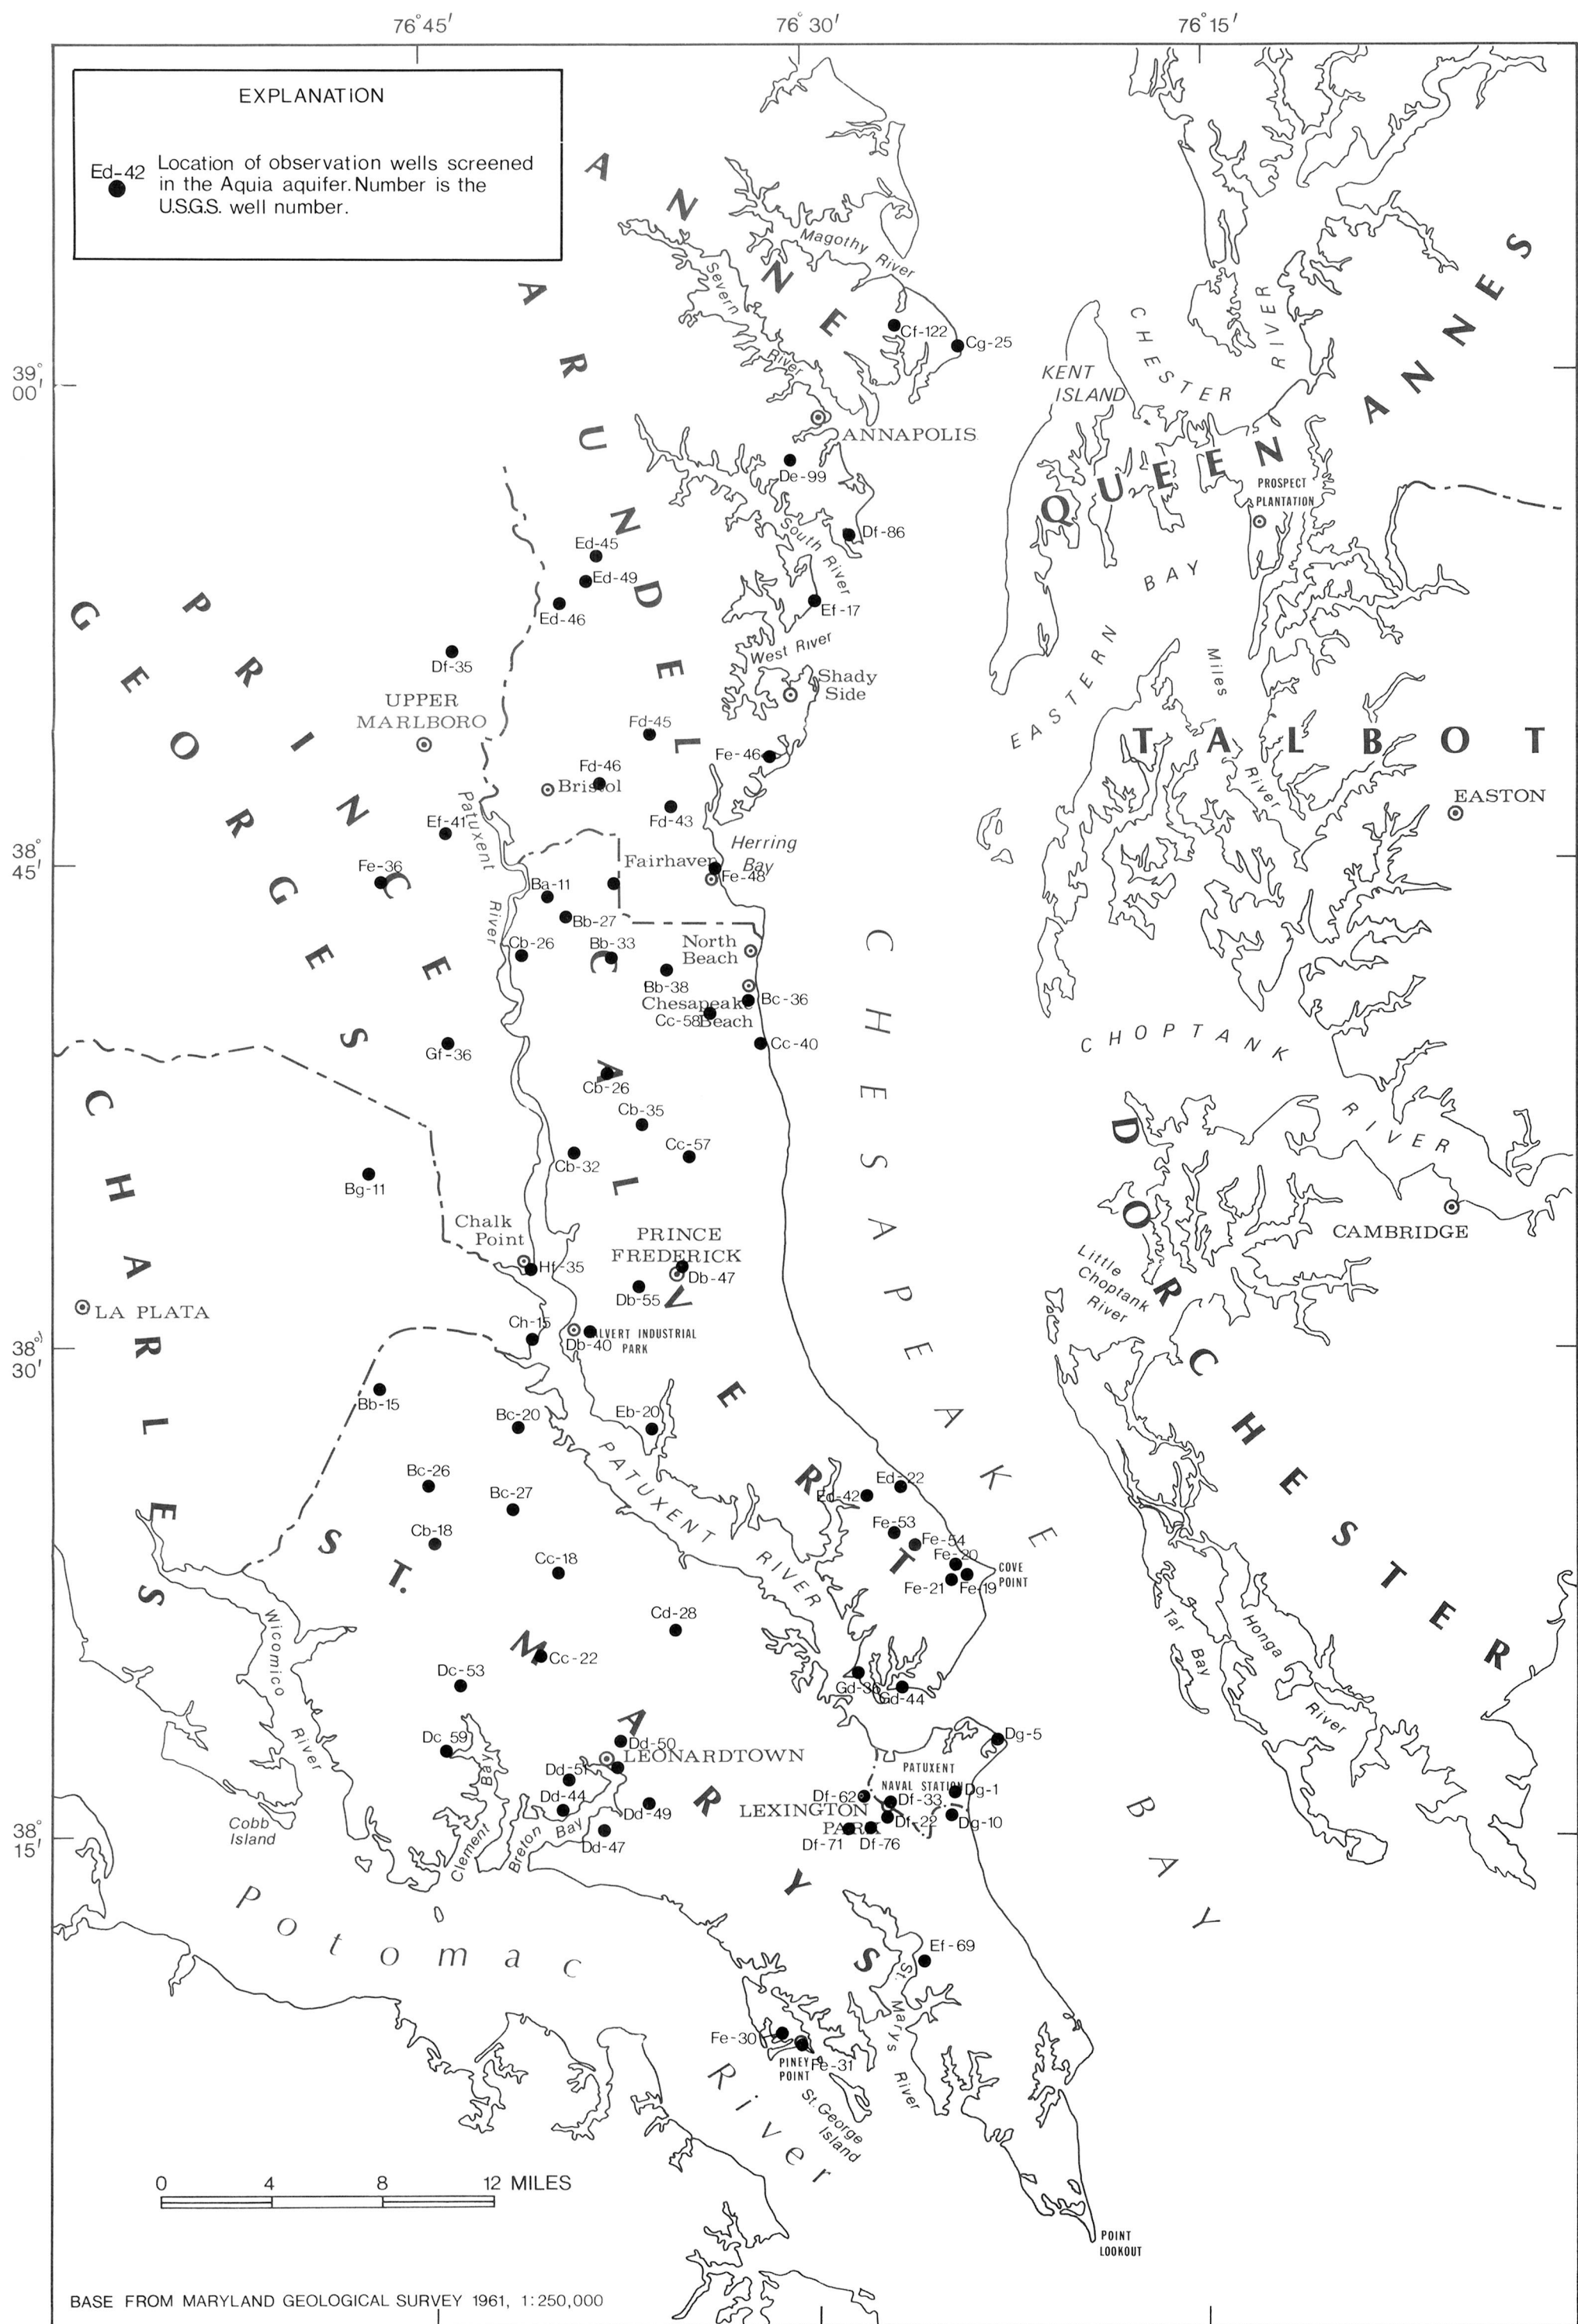 76°45'
76°30'
76°15'
EXPLANATION
Ed-42
Location of observation wells screened
in the Aquia aquifer. Number is the
U.S.G.S. well number.
ANNE
ARUNDEL
Magothy River
Severn
River
Cf-122
Cg-25
39°
00'
KENT
ISLAND
CHESTER
RIVER
QUEEN ANNES
ANNAPOLIS
De-99
PROSPECT
PLANTATION
South River
Df-86
Ed-45
Ed-49
Ed-46
Ef-17
EASTERN
BAY
West River
PRINCE
GEORGES
Df-35
UPPER
MARLBORO
Shady
Side
Miles
River
Fd-45
Fe-46
TALBOT
Fd-46
Bristol
EASTON
Patuxent
River
Fd-43
Ef-41
Herring
Bay
38°
45'
Fe-36
Fairhaven
Fe-48
Ba-11
Bb-27
Cb-26
Bb-33
North
Beach
Bb-38
Chesapeake
Beach
Bc-36
Cc-58
Cc-40
CHESAPEAKE
BAY
CHOPTANK
RIVER
Gf-36
CALVERT
Cb-26
Cb-35
Cc-57
Cb-32
CHARLES
Bg-11
DORCHESTER
CAMBRIDGE
Chalk
Point
PRINCE
FREDERICK
Little
Choptank
River
Hf-35
Db-47
Db-55
LA PLATA
Ch-15
ALVERT INDUSTRIAL
PARK
Db-40
38°
30'
Bb-15
Bc-20
Eb-20
PATUXENT
RIVER
Bc-26
Bc-27
Ed-22
Ed-42
Cb-18
Fe-53
Fe-54
Fe-20
Fe-21
Fe-19
COVE
POINT
ST. MARYS
Cc-18
Wicomico
River
Cd-28
Tar
Bay
Honga
River
Cc-22
Dc-53
Gd-36
Gd-44
Dc-59
Dd-50
LEONARDTOWN
Dg-5
PATUXENT
NAVAL STATION
Dd-51
Dd-44
Dd-49
Dd-47
Df-62
Df-33
Dg-1
LEXINGTON
PARK
Df-22
Dg-10
Df-71
Df-76
Cobb
Island
38°
15'
Clement
Bay
Breton
Bay
Potomac
River
Ef-69
St.
Marys
River
Fe-30
Fe-31
PINEY
POINT
St. George
Island
0 4 8 12 MILES
POINT
LOOKOUT
BASE FROM MARYLAND GEOLOGICAL SURVEY 1961, 1:250,000